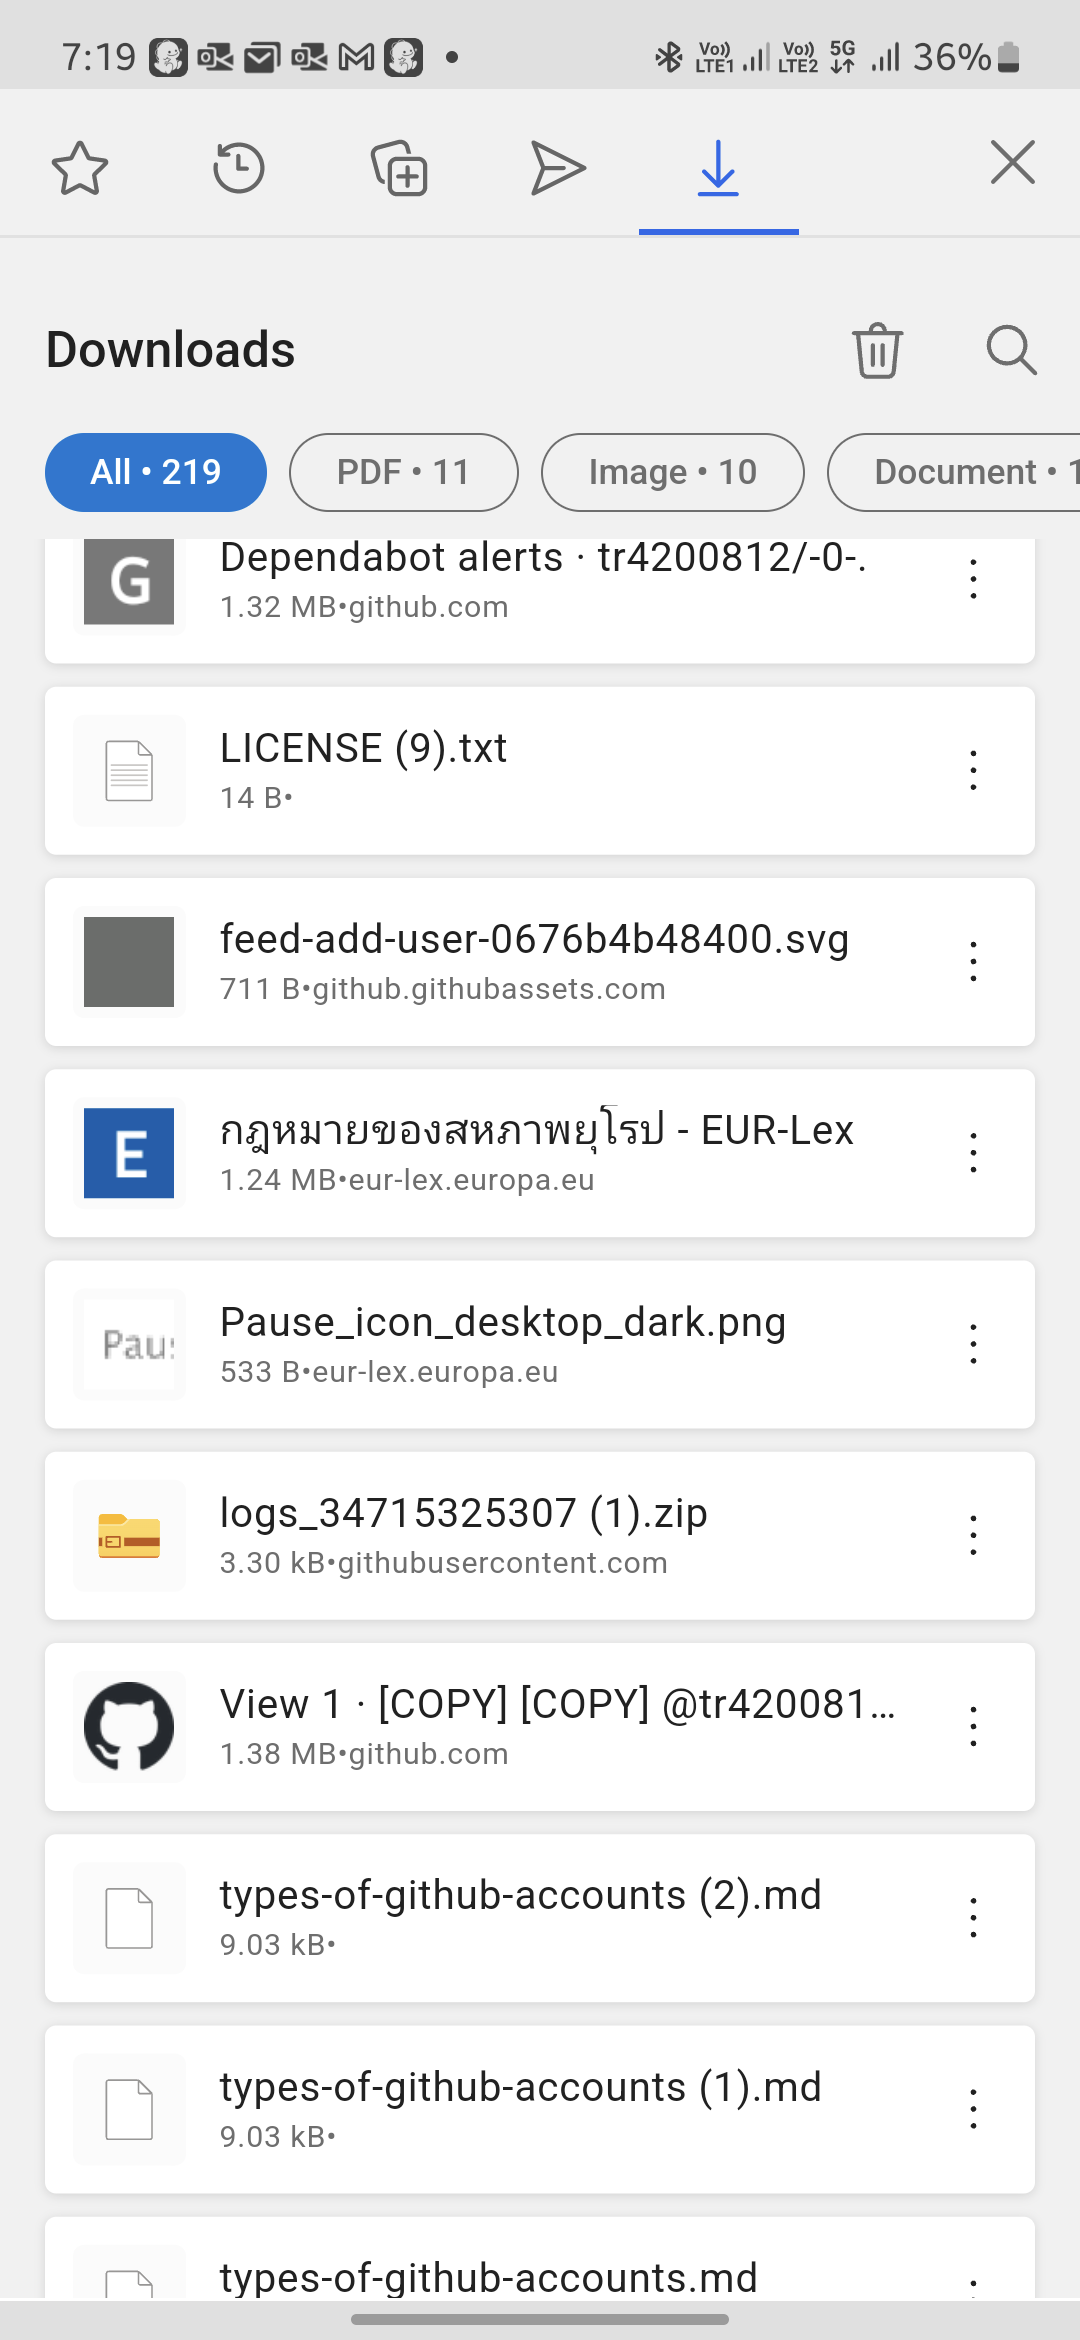 7:19
Vo)) LTE1 Vo)) LTE2 5G 36%
Downloads
All • 219 PDF • 11 Image • 10 Document • 1
G
Dependabot alerts · tr4200812/-0-.
1.32 MB•github.com
LICENSE (9).txt
14 B•
feed-add-user-0676b4b48400.svg
711 B•github.githubassets.com
E
กฎหมายของสหภาพยุโรป - EUR-Lex
1.24 MB•eur-lex.europa.eu
Paus
Pause_icon_desktop_dark.png
533 B•eur-lex.europa.eu
logs_34715325307 (1).zip
3.30 kB•githubusercontent.com
View 1 · [COPY] [COPY] @tr420081...
1.38 MB•github.com
types-of-github-accounts (2).md
9.03 kB•
types-of-github-accounts (1).md
9.03 kB•
types-of-github-accounts.md